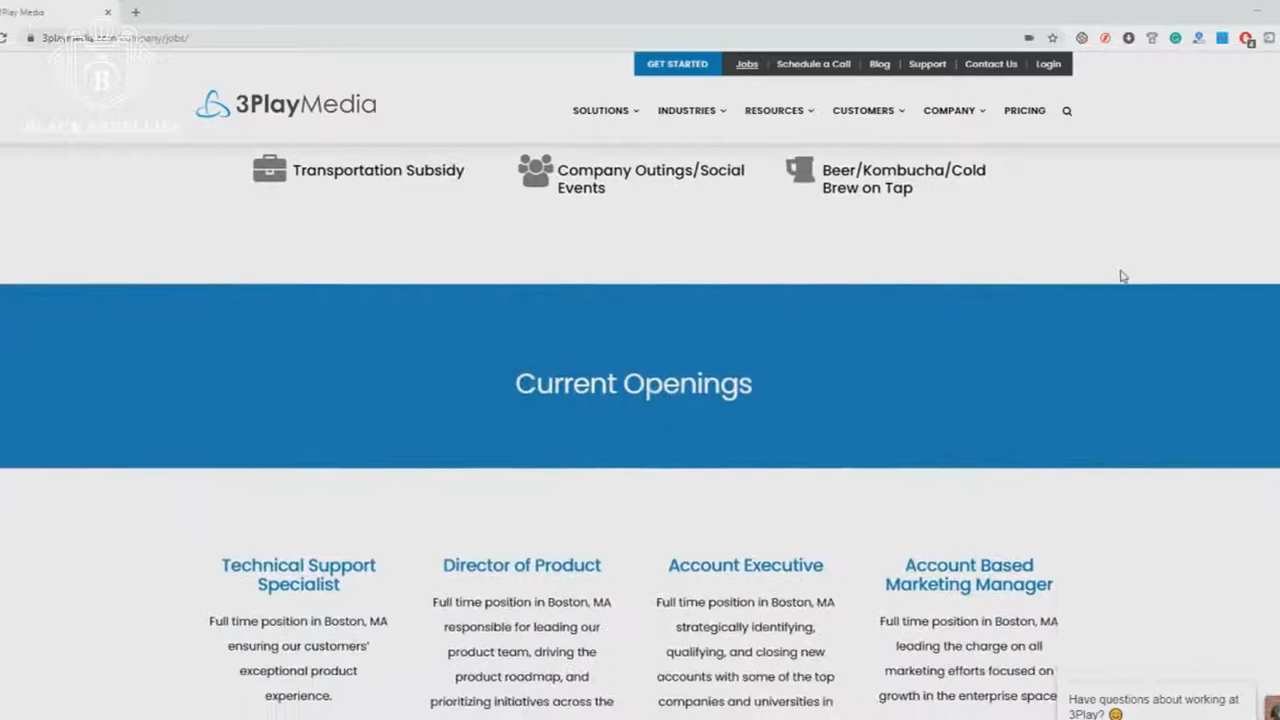 3Play Media
3playmedia.com/company/jobs/
GET STARTED
Jobs | Schedule a Call | Blog | Support | Contact Us | Login
3PlayMedia
SOLUTIONS INDUSTRIES RESOURCES CUSTOMERS COMPANY PRICING
Transportation Subsidy
Company Outings/Social
Events
Beer/Kombucha/Cold
Brew on Tap
Current Openings
Technical Support
Specialist
Full time position in Boston, MA
ensuring our customers'
exceptional product
experience.
Director of Product
Full time position in Boston, MA
responsible for leading our
product team, driving the
product roadmap, and
prioritizing initiatives across the
Account Executive
Full time position in Boston, MA
strategically identifying,
qualifying, and closing new
accounts with some of the top
companies and universities in
Account Based
Marketing Manager
Full time position in Boston, MA
leading the charge on all
marketing efforts focused on
growth in the enterprise space
Have questions about working at
3Play? 😀